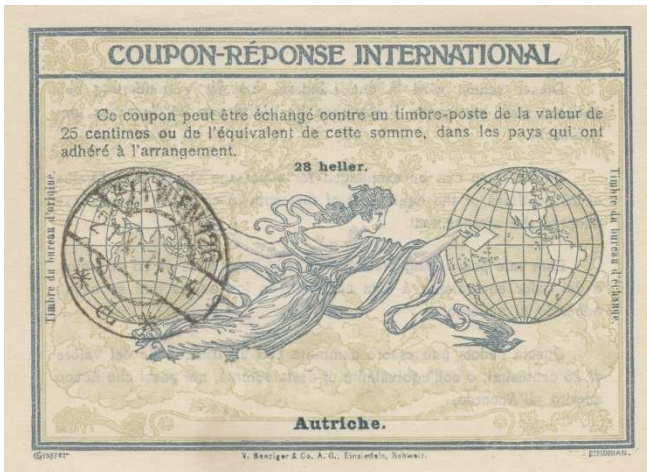 COUPON-RÉPONSE INTERNATIONAL
Ce coupon peut être échangé contre un timbre-poste de la valeur de
25 centimes ou de l'équivalent de cette somme, dans les pays qui ont
adhéré à l'arrangement.
28 heller.
Timbre du bureau d'origine.
WIEN
Timbre du bureau d'échange.
Autriche.
V. Benziger & Co. A. G., Einsiedeln, Schweiz.